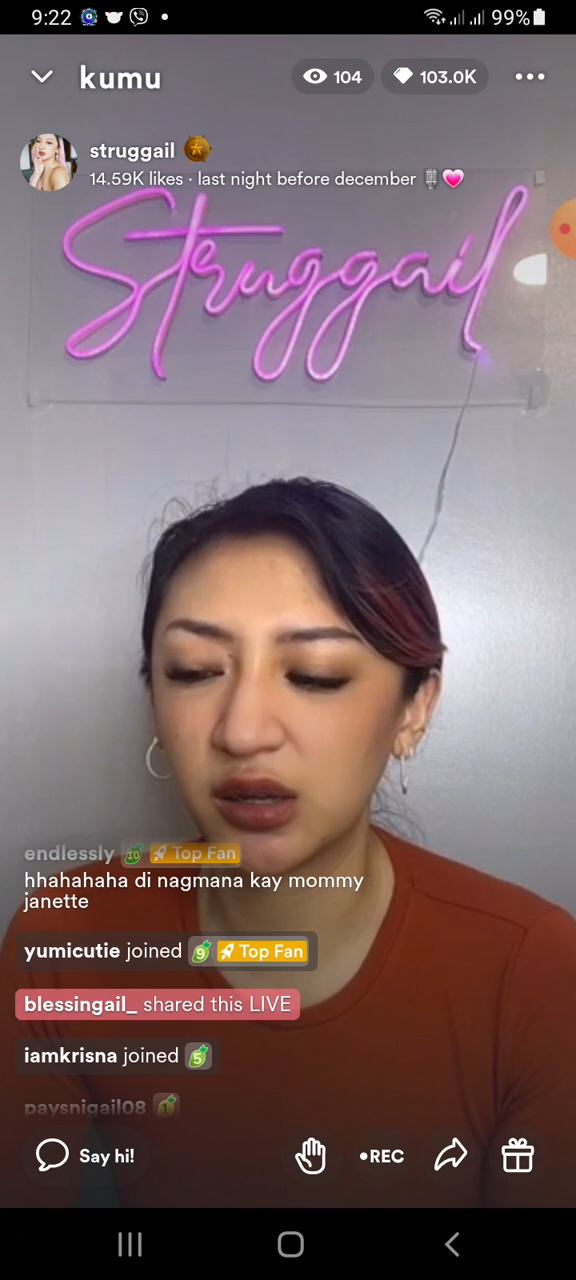 9:22
99%
kumu
104
103.0K
struggail
14.59K likes · last night before december
Struggail
endlessly 10 Top Fan
hhahahaha di nagmana kay mommy
janette
yumicutie joined 9 Top Fan
blessingail_ shared this LIVE
iamkrisna joined 5
paysnigail08 1
Say hi!
•REC